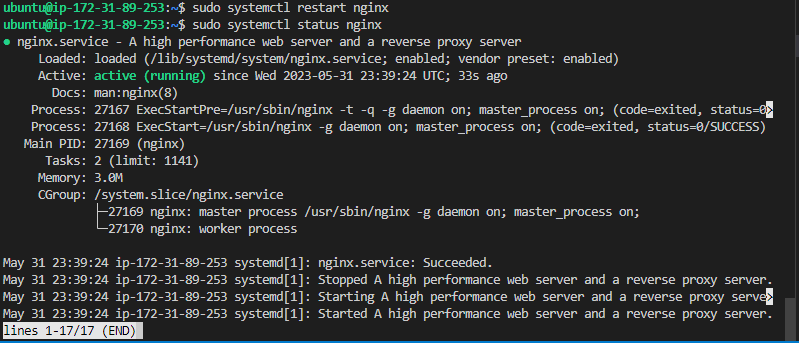 ubuntu@ip-172-31-89-253:~$ sudo systemctl restart nginx
ubuntu@ip-172-31-89-253:~$ sudo systemctl status nginx
● nginx.service - A high performance web server and a reverse proxy server
     Loaded: loaded (/lib/systemd/system/nginx.service; enabled; vendor preset: enabled)
     Active: active (running) since Wed 2023-05-31 23:39:24 UTC; 33s ago
       Docs: man:nginx(8)
    Process: 27167 ExecStartPre=/usr/sbin/nginx -t -q -g daemon on; master_process on; (code=exited, status=0>
    Process: 27168 ExecStart=/usr/sbin/nginx -g daemon on; master_process on; (code=exited, status=0/SUCCESS)
   Main PID: 27169 (nginx)
      Tasks: 2 (limit: 1141)
     Memory: 3.0M
     CGroup: /system.slice/nginx.service
             ├─27169 nginx: master process /usr/sbin/nginx -g daemon on; master_process on;
             └─27170 nginx: worker process

May 31 23:39:24 ip-172-31-89-253 systemd[1]: nginx.service: Succeeded.
May 31 23:39:24 ip-172-31-89-253 systemd[1]: Stopped A high performance web server and a reverse proxy server.
May 31 23:39:24 ip-172-31-89-253 systemd[1]: Starting A high performance web server and a reverse proxy serve>
May 31 23:39:24 ip-172-31-89-253 systemd[1]: Started A high performance web server and a reverse proxy server.
lines 1-17/17 (END)